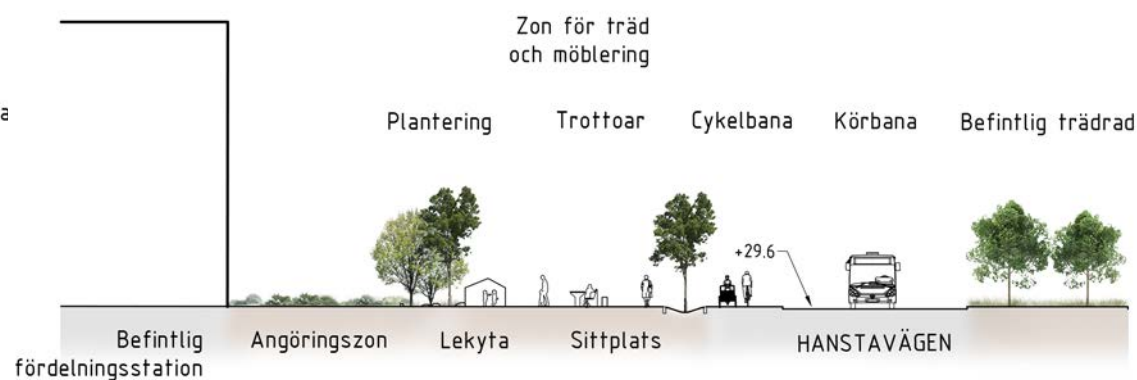 Zon för träd
och möblering
a
Plantering
Trottoar
Cykelbana
Körbana
Befintlig trädrad
+29.6
Befintlig
fördelningsstation
Angöringszon
Lekyta
Sittplats
HANSTAVÄGEN